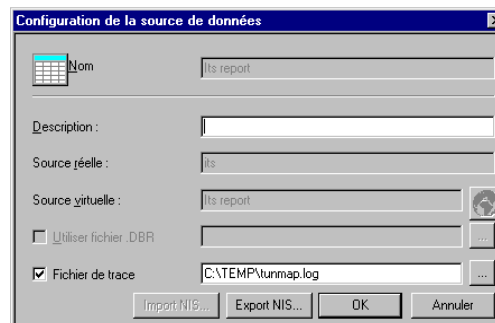 Configuration de la source de données
Nom
Its report
Description :
Source réelle :
its
Source virtuelle :
Its report
Utiliser fichier .DBR
...
Fichier de trace
C:\TEMP\tunmap.log
...
Import NIS...
Export NIS...
OK
Annuler